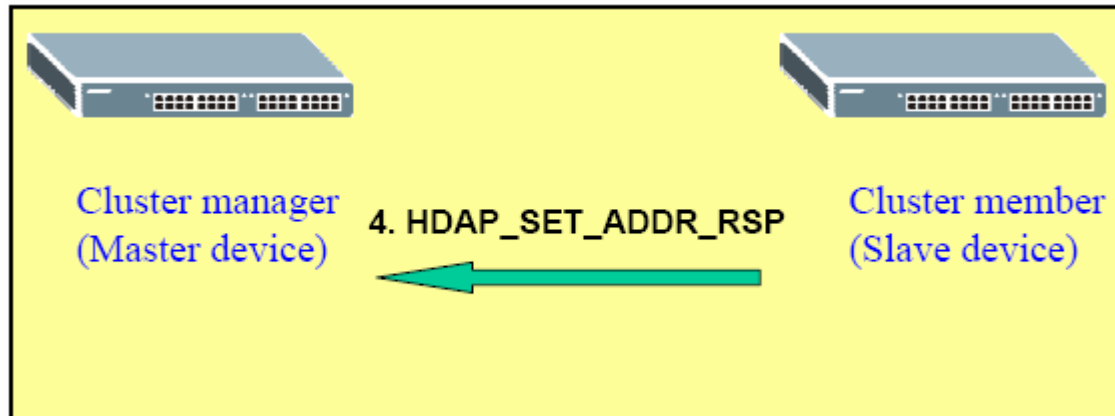 Cluster manager
(Master device)
4. HDAP_SET_ADDR_RSP
Cluster member
(Slave device)